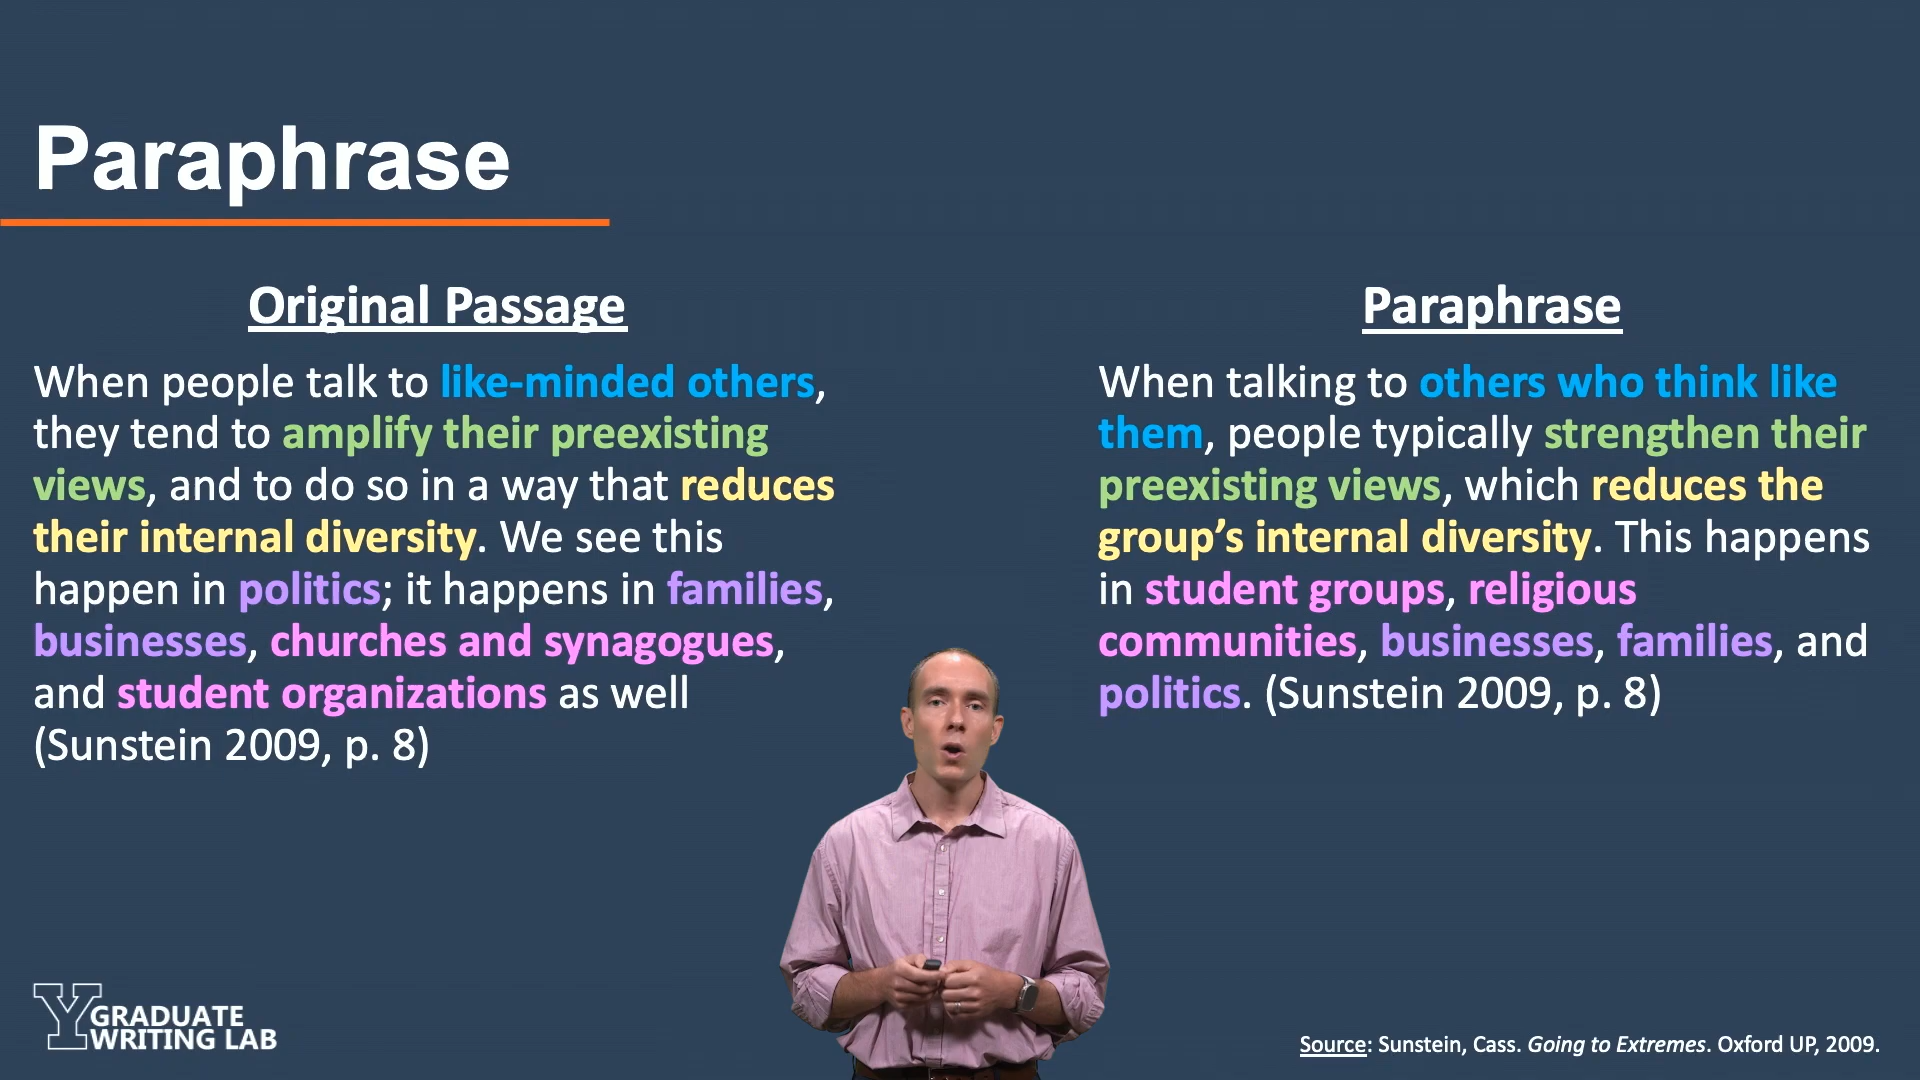 Paraphrase
Original Passage
When people talk to like-minded others,
they tend to amplify their preexisting
views, and to do so in a way that reduces
their internal diversity. We see this
happen in politics; it happens in families,
businesses, churches and synagogues,
and student organizations as well
(Sunstein 2009, p. 8)
Paraphrase
When talking to others who think like
them, people typically strengthen their
preexisting views, which reduces the
group’s internal diversity. This happens
in student groups, religious
communities, businesses, families, and
politics. (Sunstein 2009, p. 8)
Y GRADUATE
WRITING LAB
Source: Sunstein, Cass. Going to Extremes. Oxford UP, 2009.